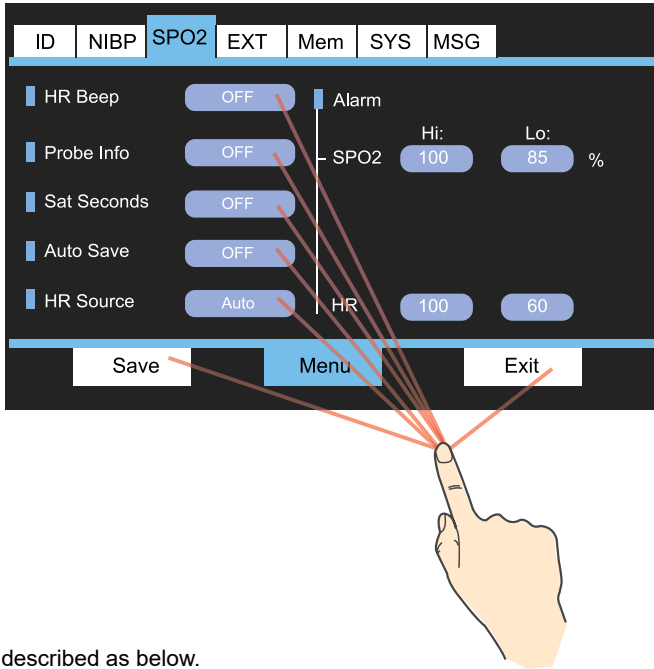 ID NIBP SPO2 EXT Mem SYS MSG
HR Beep OFF Alarm
Hi: Lo:
Probe Info OFF SPO2 100 85 %
Sat Seconds OFF
Auto Save OFF
HR Source Auto HR 100 60
Save Menu Exit
described as below.